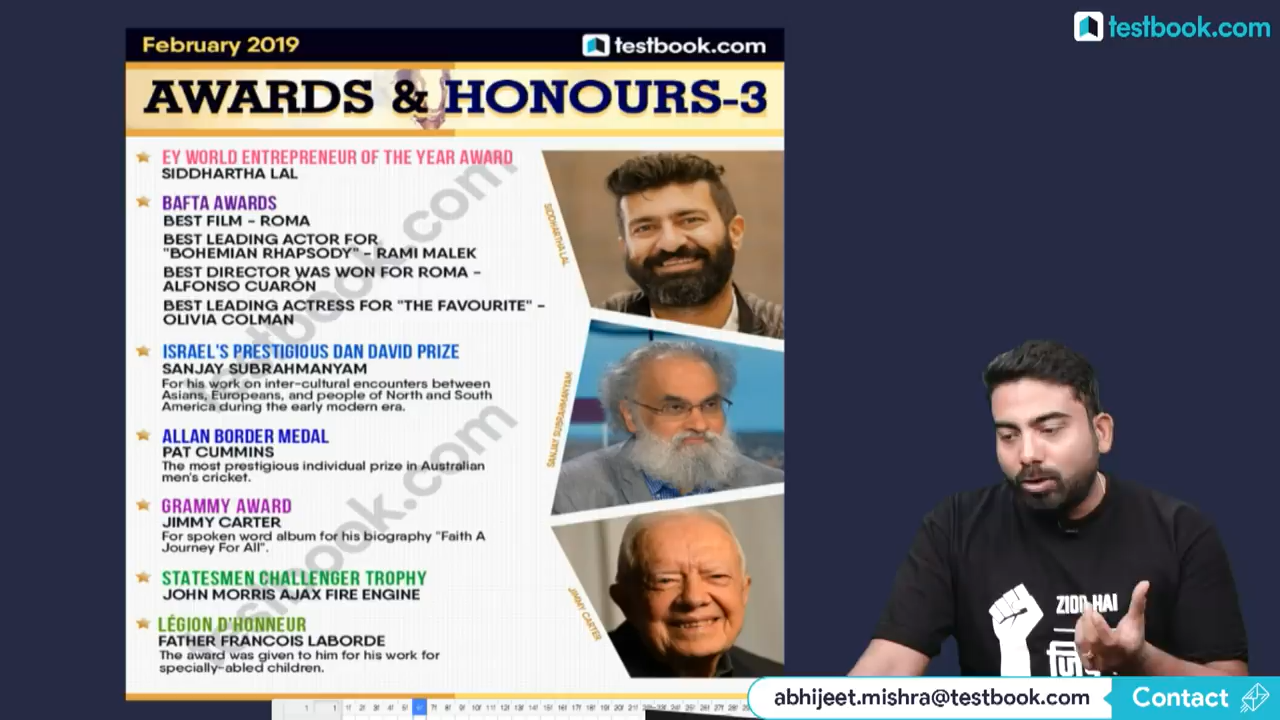 testbook.com
February 2019
testbook.com
AWARDS & HONOURS-3
EY WORLD ENTREPRENEUR OF THE YEAR AWARD
SIDDHARTHA LAL
BAFTA AWARDS
BEST FILM - ROMA
BEST LEADING ACTOR FOR
"BOHEMIAN RHAPSODY" - RAMI MALEK
BEST DIRECTOR WAS WON FOR ROMA -
ALFONSO CUARÓN
BEST LEADING ACTRESS FOR "THE FAVOURITE" -
OLIVIA COLMAN
SIDDHARTHA LAL
ISRAEL'S PRESTIGIOUS DAN DAVID PRIZE
SANJAY SUBRAHMANYAM
For his work on inter-cultural encounters between
Asians, Europeans, and people of North and South
America during the early modern era.
SANJAY SUBRAHMANYAM
ALLAN BORDER MEDAL
PAT CUMMINS
The most prestigious individual prize in Australian
men's cricket.
GRAMMY AWARD
JIMMY CARTER
For spoken word album for his biography "Faith A
Journey For All".
STATESMEN CHALLENGER TROPHY
JOHN MORRIS AJAX FIRE ENGINE
JIMMY CARTER
LÉGION D'HONNEUR
FATHER FRANCOIS LABORDE
The award was given to him for his work for
specially-abled children.
testbook.com
ZIDD HAI
abhijeet.mishra@testbook.com
Contact